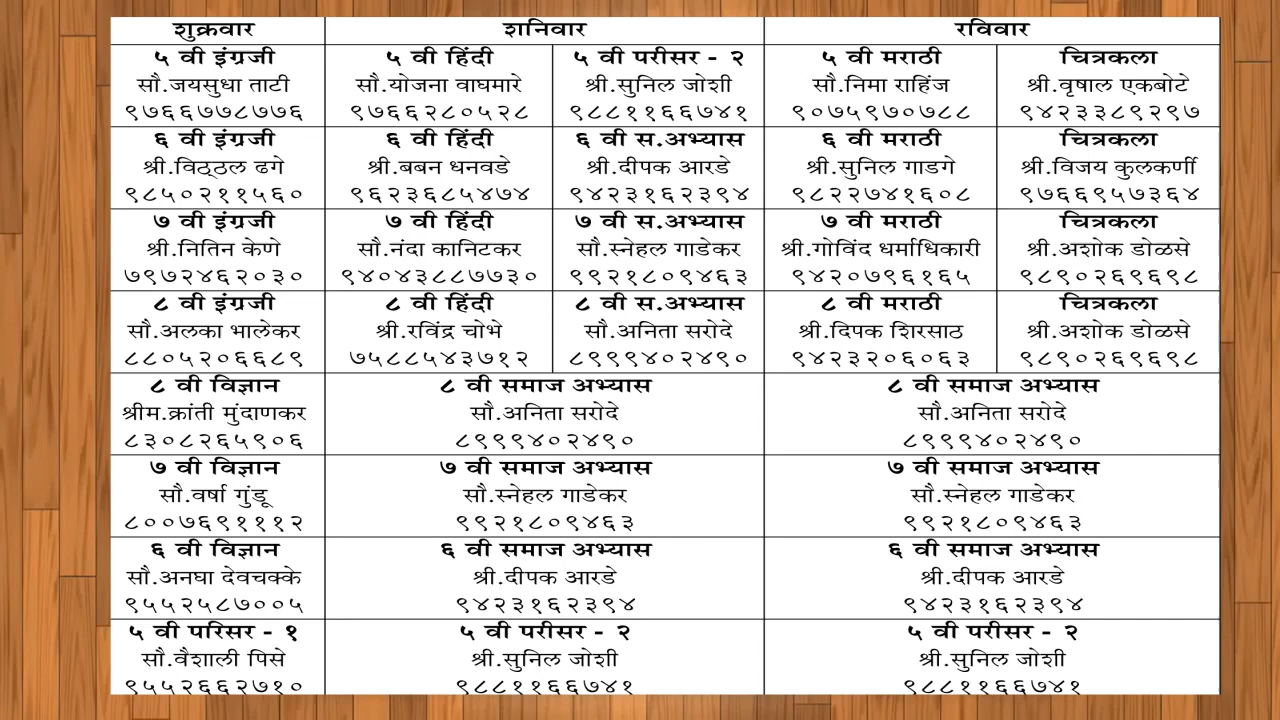 शुक्रवार शनिवार रविवार
५ वी इंग्रजी ५ वी हिंदी ५ वी परीसर - २ ५ वी मराठी चित्रकला
सौ.जयसुधा ताटी सौ.योजना वाघमारे श्री.सुनिल जोशी सौ.निमा राहिंज श्री.वृषाल एकबोटे
९७६६७७८७७६ ९७६६२८०५२८ ९८८११६६७४१ ९०७५९७०७८८ ९४२३३८९२९७
६ वी इंग्रजी ६ वी हिंदी ६ वी स.अभ्यास ६ वी मराठी चित्रकला
श्री.विठ्ठल ढगे श्री.बबन धनवडे श्री.दीपक आरडे श्री.सुनिल गाडगे श्री.विजय कुलकर्णी
९८५०२११५६० ९६२३६८५४७४ ९४२३१६२३९४ ९८२२७४१६०८ ९७६६९५७३६४
७ वी इंग्रजी ७ वी हिंदी ७ वी स.अभ्यास ७ वी मराठी चित्रकला
श्री.नितिन केणे सौ.नंदा कानिटकर सौ.स्नेहल गाडेकर श्री.गोविंद धर्माधिकारी श्री.अशोक डोळसे
७९७२४६२०३० ९४०४३८८७७३० ९९२१८०९४६३ ९४२०७९६१६५ ९८९०२६९६९८
८ वी इंग्रजी ८ वी हिंदी ८ वी स.अभ्यास ८ वी मराठी चित्रकला
सौ.अलका भालेकर श्री.रविंद्र चोभे सौ.अनिता सरोदे श्री.दिपक शिरसाठ श्री.अशोक डोळसे
८८०५२०६६८९ ७५८८५४३७१२ ८९९९४०२४९० ९४२३२०६०६३ ९८९०२६९६९८
८ वी विज्ञान ८ वी समाज अभ्यास ८ वी समाज अभ्यास
श्रीम.क्रांती मुंदाणकर सौ.अनिता सरोदे सौ.अनिता सरोदे
८३०८२६५९०६ ८९९९४०२४९० ८९९९४०२४९०
७ वी विज्ञान ७ वी समाज अभ्यास ७ वी समाज अभ्यास
सौ.वर्षा गुंडू सौ.स्नेहल गाडेकर सौ.स्नेहल गाडेकर
८००७६९१११२ ९९२१८०९४६३ ९९२१८०९४६३
६ वी विज्ञान ६ वी समाज अभ्यास ६ वी समाज अभ्यास
सौ.अनघा देवचक्के श्री.दीपक आरडे श्री.दीपक आरडे
९५५२५८७००५ ९४२३१६२३९४ ९४२३१६२३९४
५ वी परिसर - १ ५ वी परीसर - २ ५ वी परीसर - २
सौ.वैशाली पिसे श्री.सुनिल जोशी श्री.सुनिल जोशी
९५५२६६२७१० ९८८११६६७४१ ९८८११६६७४१